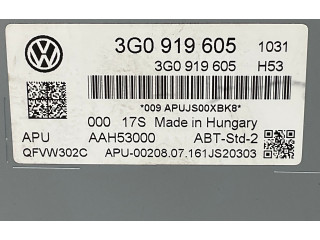 3G0 919 605 1031
3G0 919 605 H53
*009 APUJS00XBK8*
000 17S Made in Hungary
APU AAH53000 ABT-Std-2
QFVW302C APU-00208.07.161JS20303